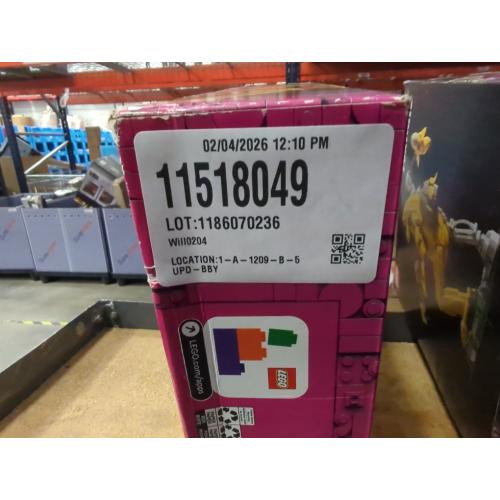 02/04/2026 12:10 PM
11518049
LOT:1186070236
Will0204
LOCATION:1-A-1209-B-5
UPD-BBY
LEGO.com/apps
LEGO